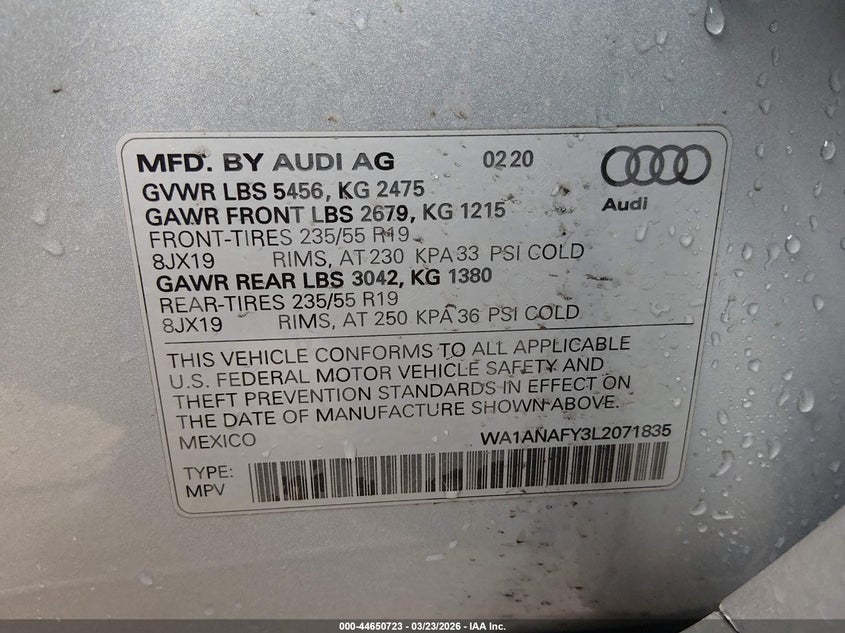 MFD. BY AUDI AG 0220
Audi
GVWR LBS 5456, KG 2475
GAWR FRONT LBS 2679, KG 1215
FRONT-TIRES 235/55 R19
8JX19 RIMS, AT 230 KPA 33 PSI COLD
GAWR REAR LBS 3042, KG 1380
REAR-TIRES 235/55 R19
8JX19 RIMS, AT 250 KPA 36 PSI COLD
THIS VEHICLE CONFORMS TO ALL APPLICABLE
U.S. FEDERAL MOTOR VEHICLE SAFETY AND
THEFT PREVENTION STANDARDS IN EFFECT ON
THE DATE OF MANUFACTURE SHOWN ABOVE.
MEXICO WA1ANAFY3L2071835
TYPE:
MPV
000-44650723 — 03/23/2026 — IAA Inc.